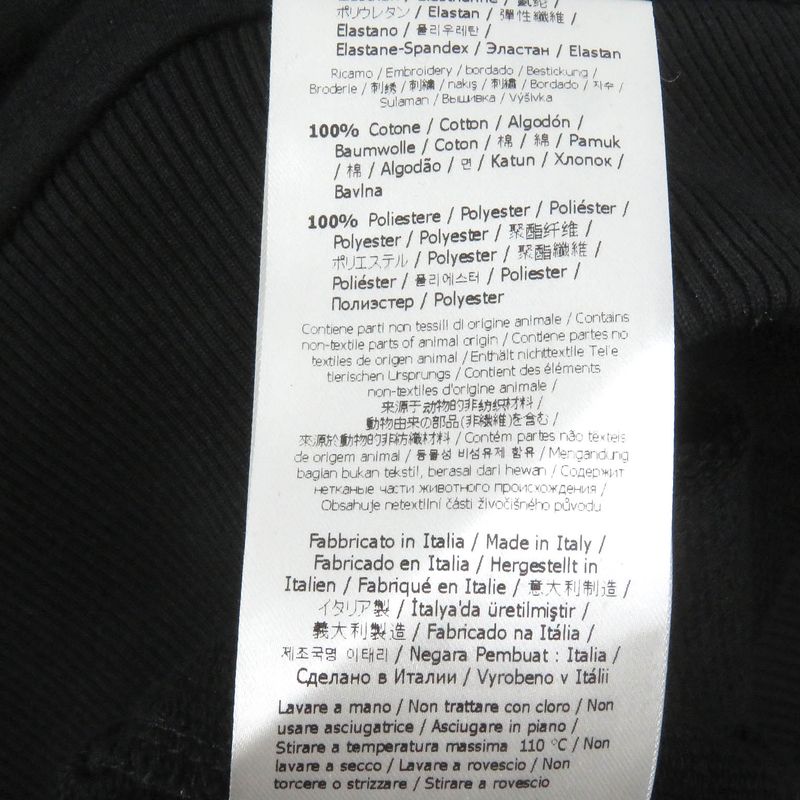 ポリウレタン / Elastan / 彈性纖維 /
Elastano / 폴리우레탄 /
Elastane-Spandex / Эластан / Elastan
Ricamo / Embroidery / bordado / Bestickung /
Broderie / 刺绣 / 刺繍 / nakış / 刺繡 / Bordado / 자수 /
Sulaman / Вышивка / Výšivka
100% Cotone / Cotton / Algodón /
Baumwolle / Coton / 棉 / 綿 / Pamuk
/ 棉 / Algodão / 면 / Katun / Хлопок /
Bavlna
100% Poliestere / Polyester / Poliéster /
Polyester / Polyester / 聚酯纤维 /
ポリエステル / Polyester / 聚酯纖維 /
Poliéster / 폴리에스터 / Poliester /
Полиэстер / Polyester
Contiene parti non tessili di origine animale / Contains
non-textile parts of animal origin / Contiene partes no
textiles de origen animal / Enthält nichttextile Teile
tierischen Ursprungs / Contient des éléments
non-textiles d'origine animale /
来源于动物的非纺织材料 /
動物由来の部品(非繊維)を含む /
來源於動物的非紡織材料 / Contém partes não têxteis
de origem animal / 동물성 비섬유제 함유 / Mengandung
bagian bukan tekstil, berasal dari hewan / Содержит
нетканые части животного происхождения /
Obsahuje netextilní části živočišného původu
Fabbricato in Italia / Made in Italy /
Fabricado en Italia / Hergestellt in
Italien / Fabriqué en Italie / 意大利制造 /
イタリア製 / İtalya'da üretilmiştir /
義大利製造 / Fabricado na Itália /
제조국명 이태리 / Negara Pembuat : Italia /
Сделано в Италии / Vyrobeno v Itálii
Lavare a mano / Non trattare con cloro / Non
usare asciugatrice / Asciugare in piano /
Stirare a temperatura massima 110 °C / Non
lavare a secco / Lavare a rovescio / Non
torcere o strizzare / Stirare a rovescio